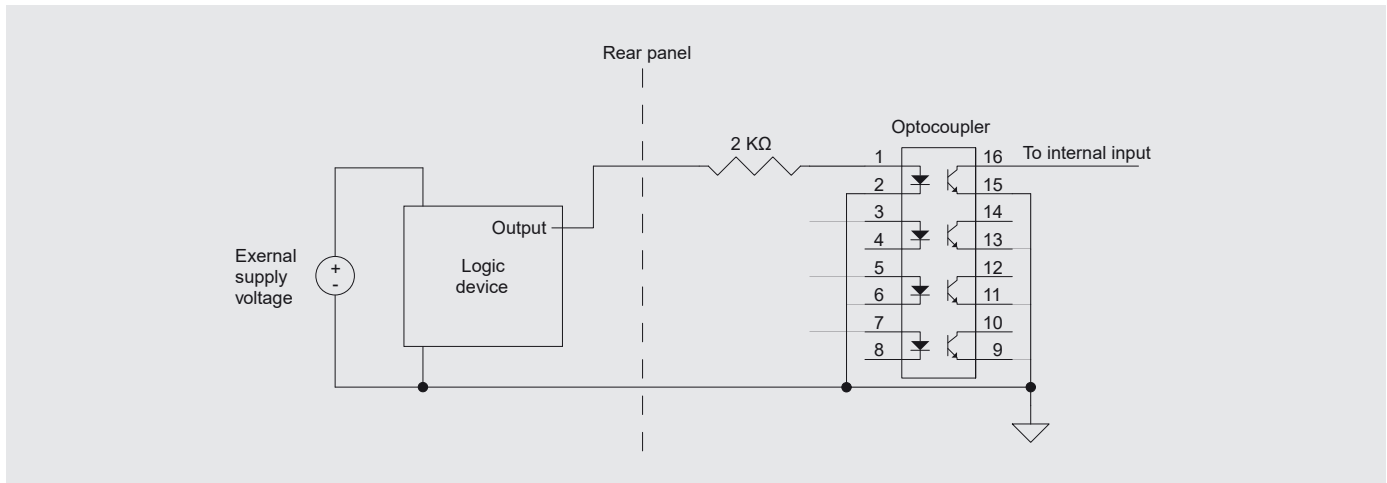 Rear panel
Optocoupler
2 KΩ
1
16
To internal input
2
15
Output
3
14
4
13
Exernal
supply
voltage
+
-
Logic
device
5
12
6
11
7
10
8
9